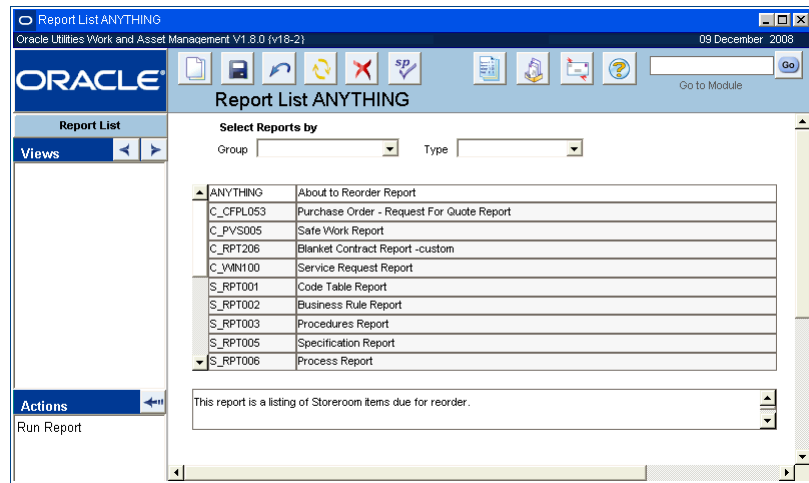 Report List ANYTHING
Oracle Utilities Work and Asset Management V1.8.0 {v18-2}
09 December 2008
ORACLE
sp
Go
Go to Module
Report List ANYTHING
Report List
Views
Select Reports by
Group
Type
ANYTHING About to Reorder Report
C_CFPL053 Purchase Order - Request For Quote Report
C_PVS005 Safe Work Report
C_RPT206 Blanket Contract Report -custom
C_WIN100 Service Request Report
S_RPT001 Code Table Report
S_RPT002 Business Rule Report
S_RPT003 Procedures Report
S_RPT005 Specification Report
S_RPT006 Process Report
Actions
Run Report
This report is a listing of Storeroom items due for reorder.